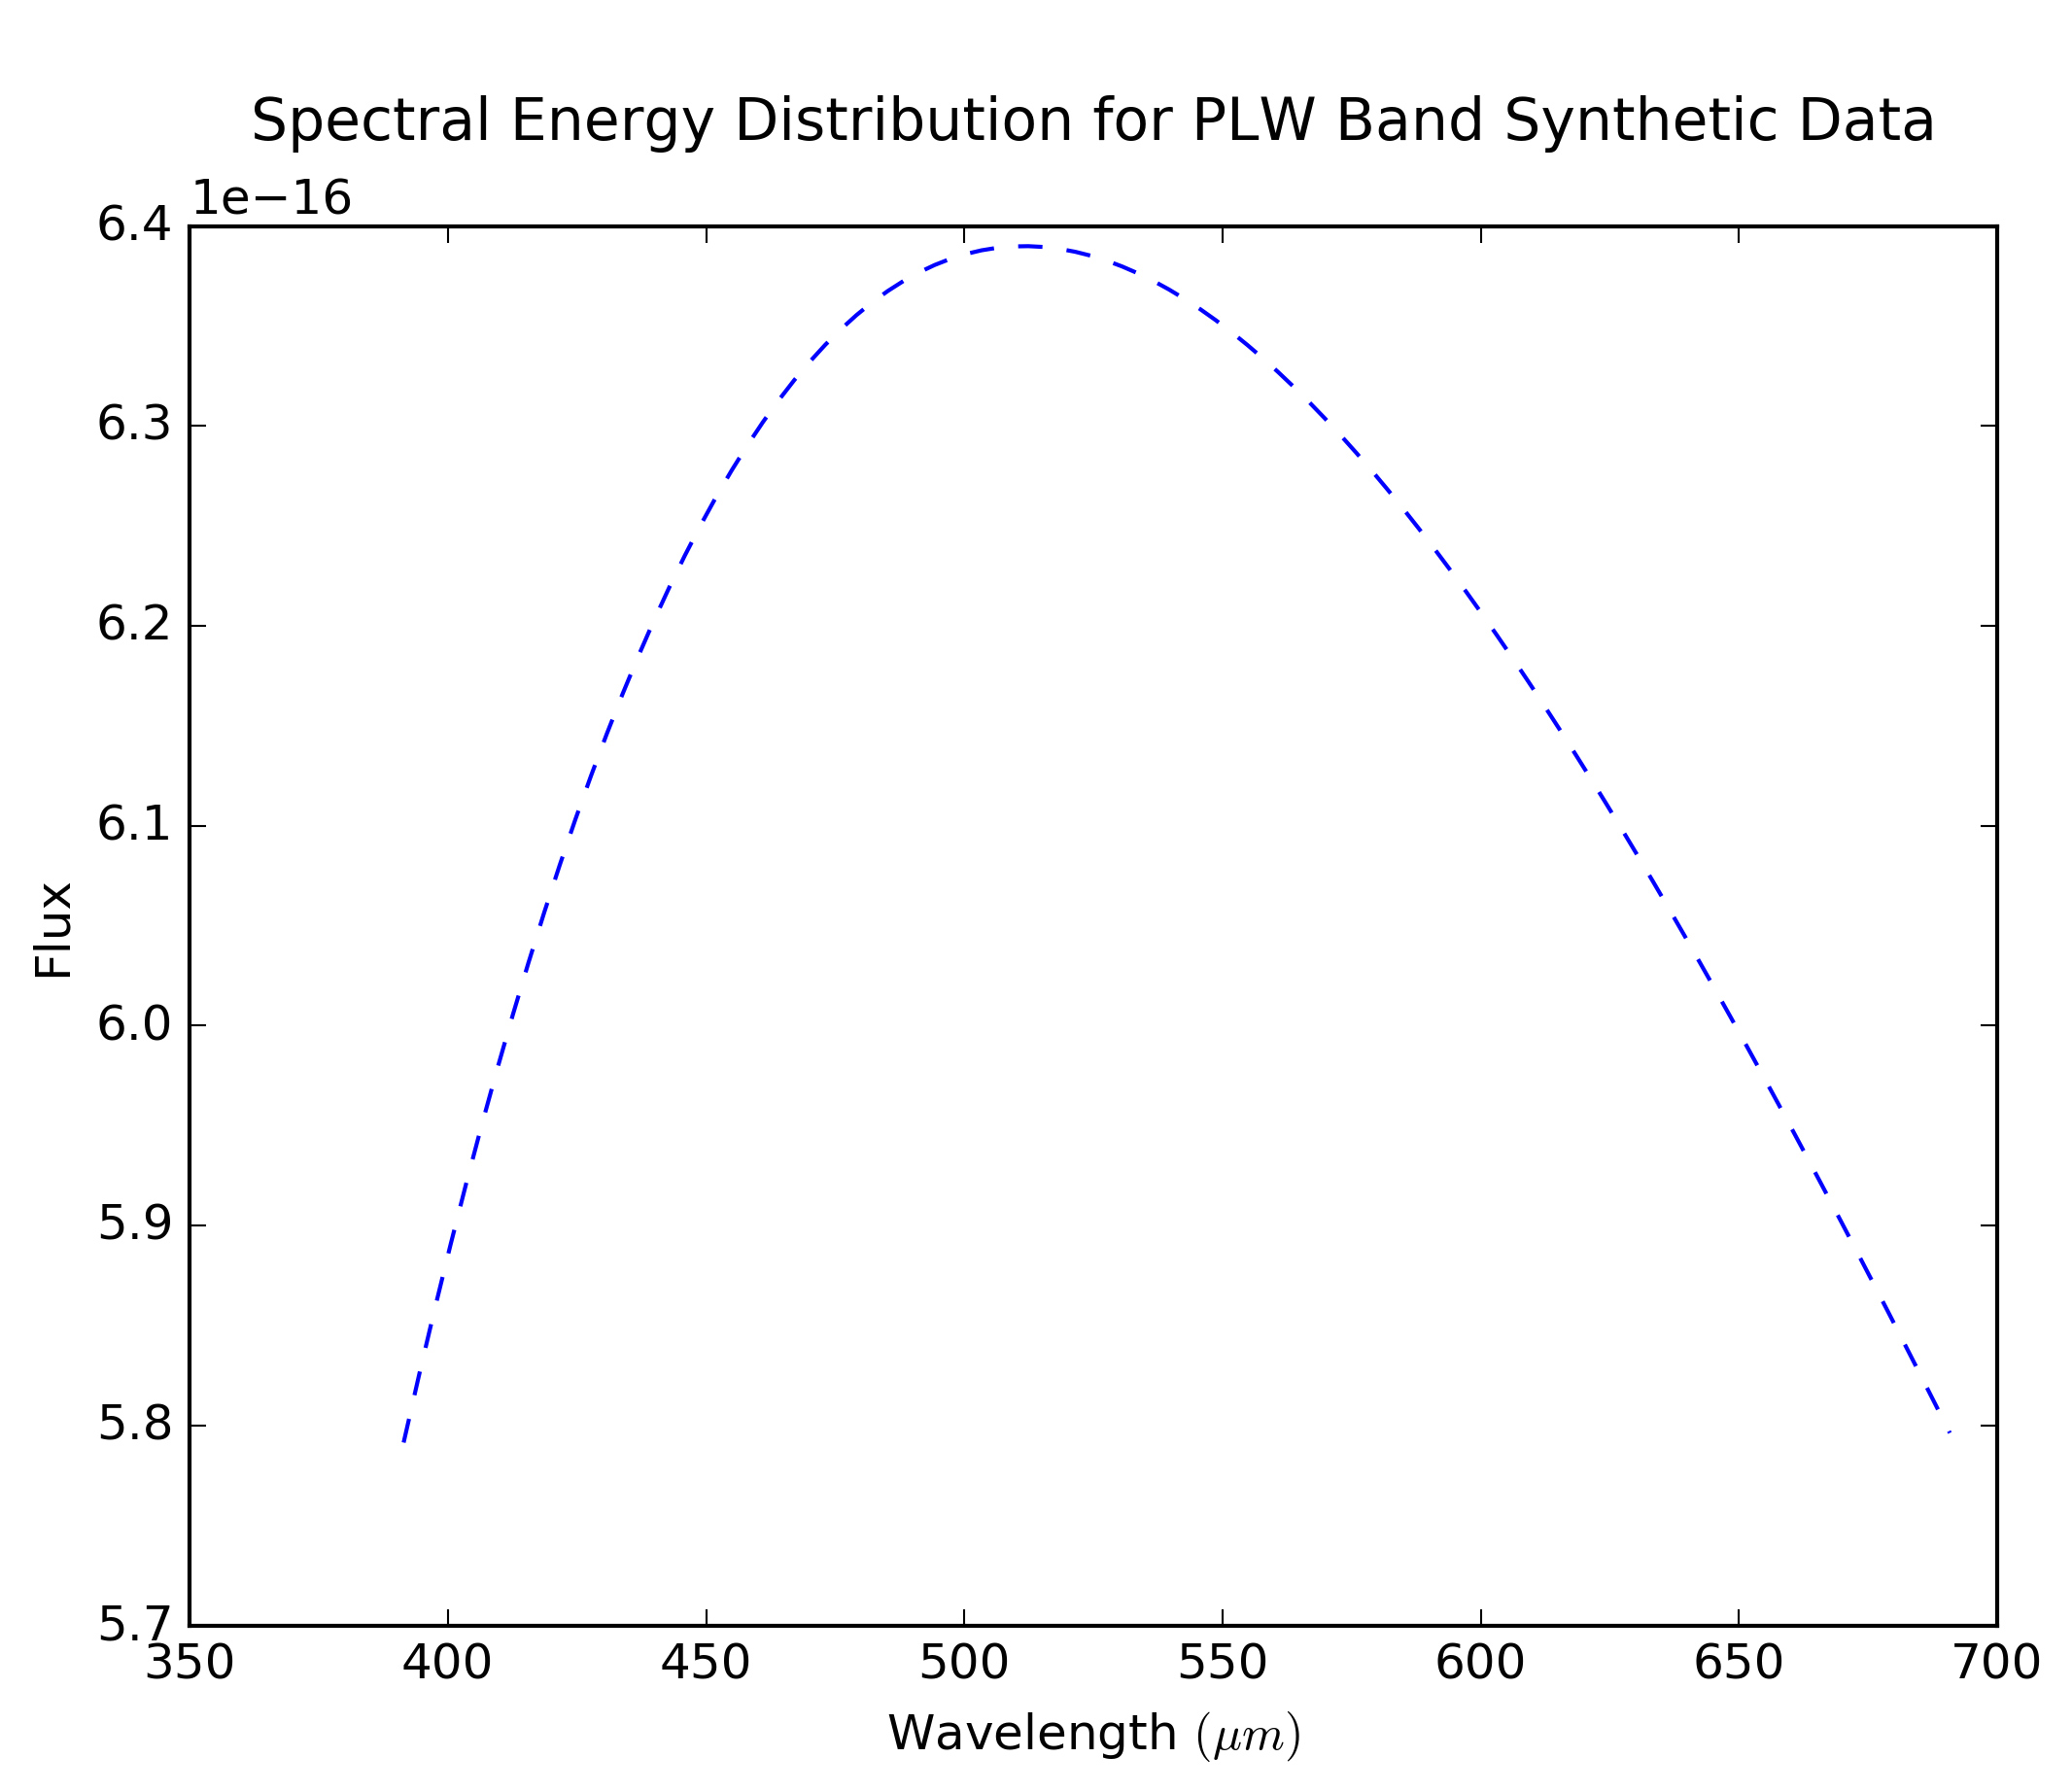 Spectral Energy Distribution for PLW Band Synthetic Data
1e−16
6.4
6.3
6.2
6.1
6.0
5.9
5.8
5.7
Flux
350 400 450 500 550 600 650 700
Wavelength (μm)